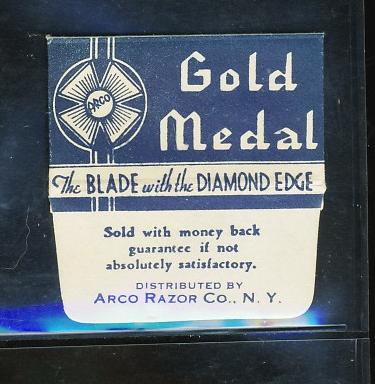 Gold
Medal
ARCO
The BLADE with the DIAMOND EDGE
Sold with money back
guarantee if not
absolutely satisfactory.
DISTRIBUTED BY
ARCO RAZOR CO., N. Y.